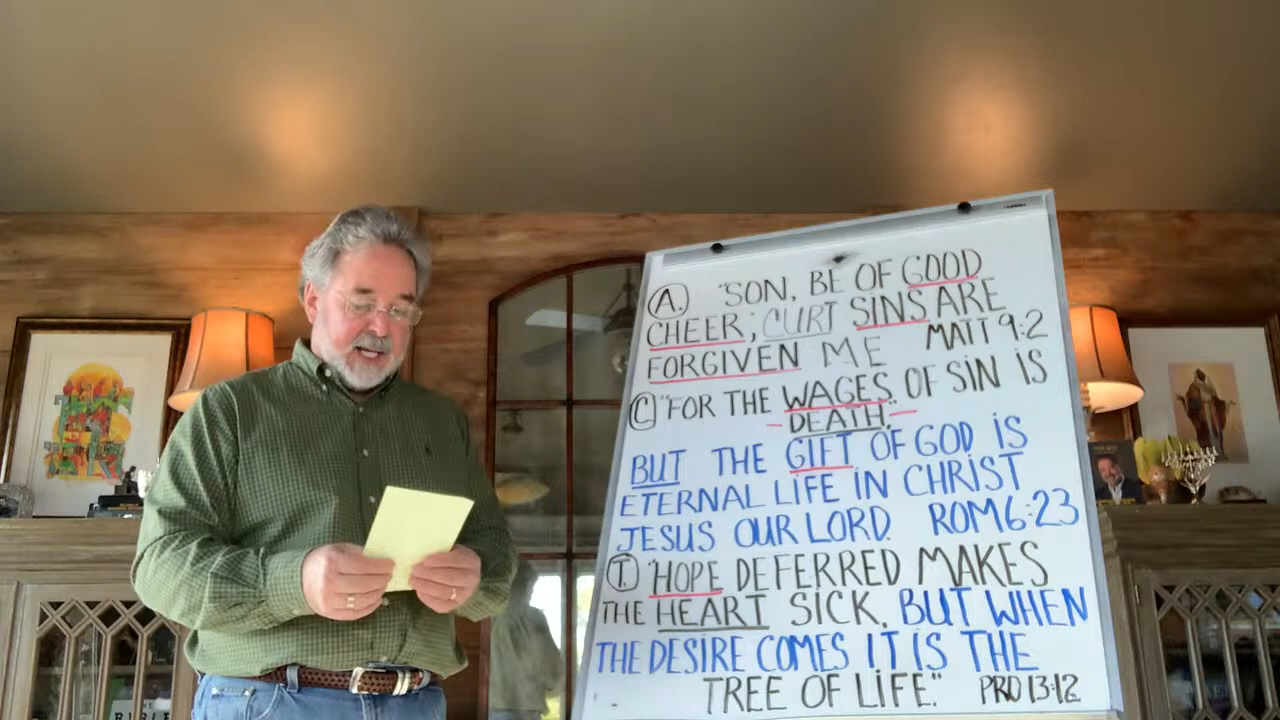 A. "SON, BE OF GOOD
CHEER; CURT SINS ARE
FORGIVEN ME MATT 9:2
C "FOR THE WAGES OF SIN IS
DEATH."
BUT THE GIFT OF GOD IS
ETERNAL LIFE IN CHRIST
JESUS OUR LORD. ROM 6:23
T. "HOPE DEFERRED MAKES
THE HEART SICK, BUT WHEN
THE DESIRE COMES IT IS THE
TREE OF LIFE." PRO 13:12
BIBLE